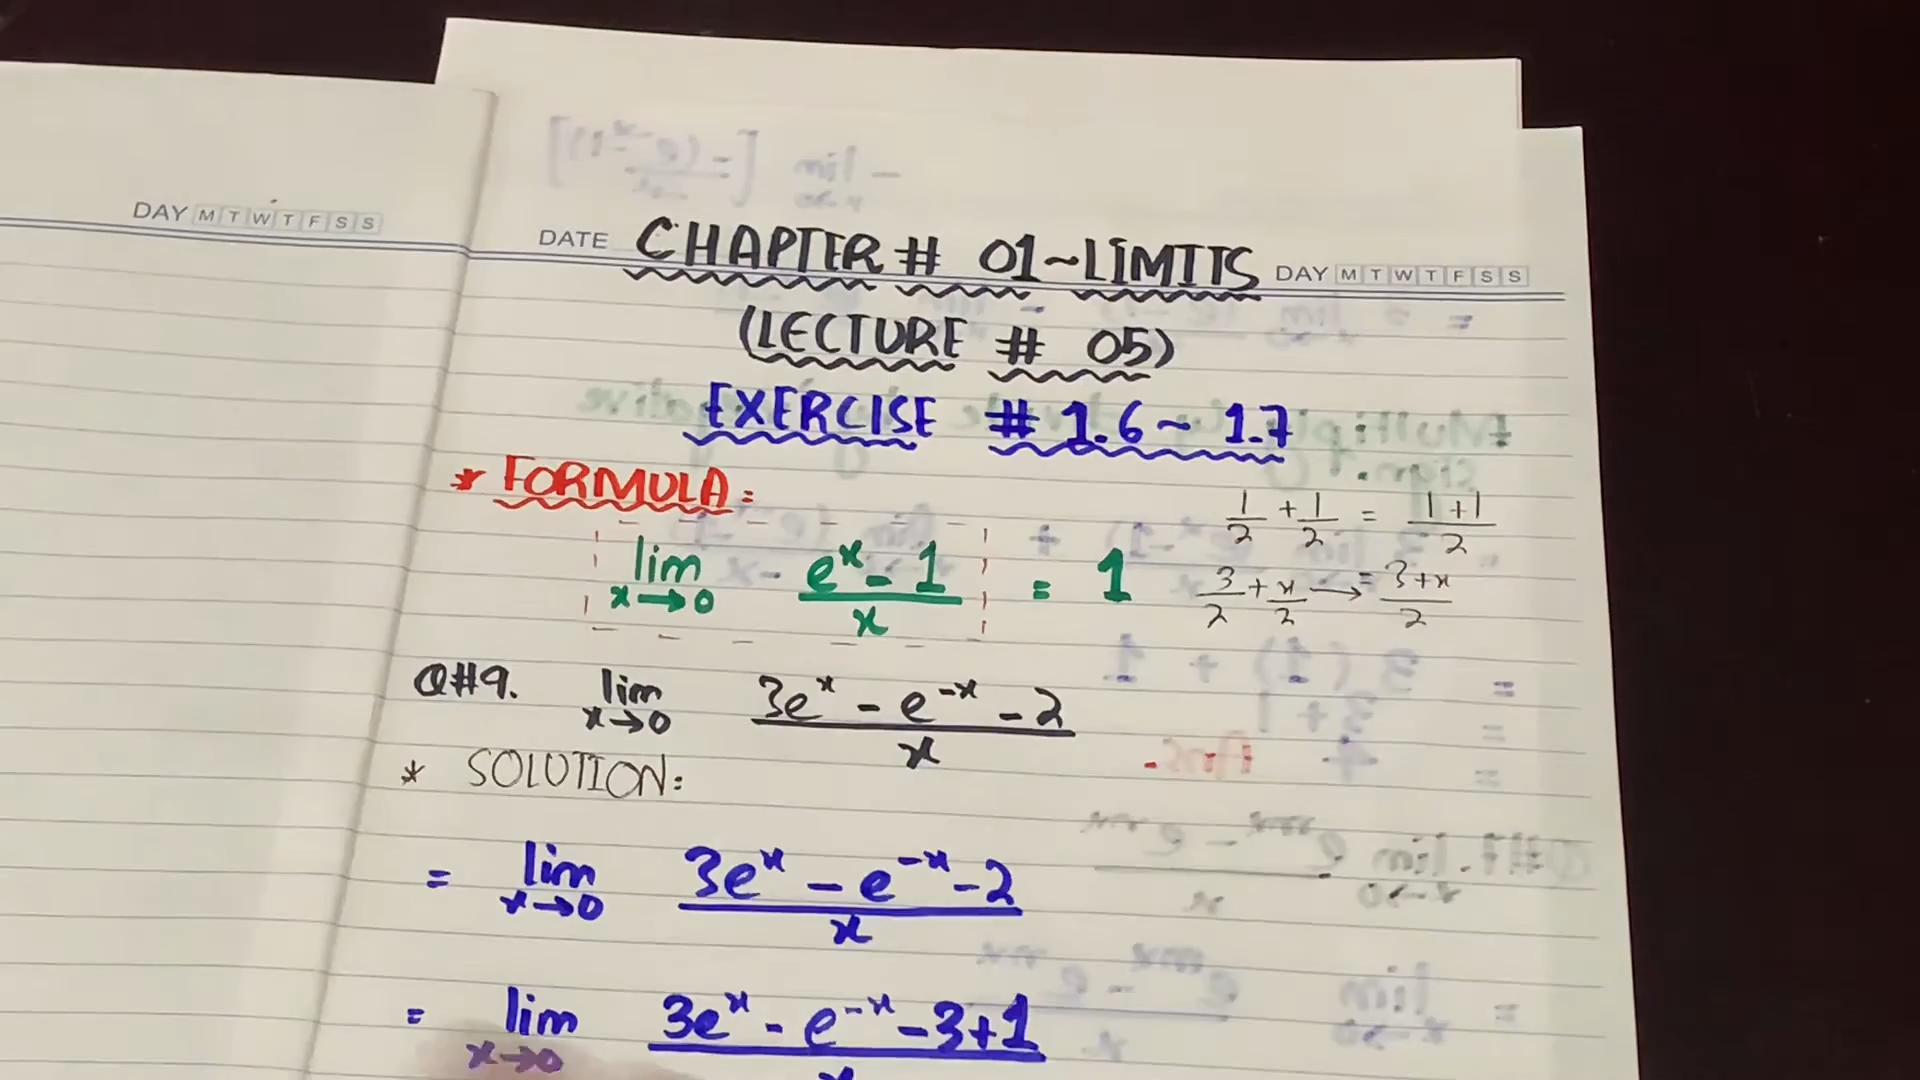 DAY M T W T F S S
DATE CHAPTER # 01~LIMITS DAY M T W T F S S
(LECTURE # 05)
EXERCISE # 1.6 ~ 1.7
* FORMULA:
1/2 + 1/2 = 1+1/2
lim x→0 e^x - 1 / x = 1
3/2 + x/2 → = 3+x/2
Q#9. lim x→0 3e^x - e^-x - 2 / x
* SOLUTION:
= lim x→0 3e^x - e^-x - 2 / x
= lim x→0 3e^x - e^-x - 3 + 1 / x